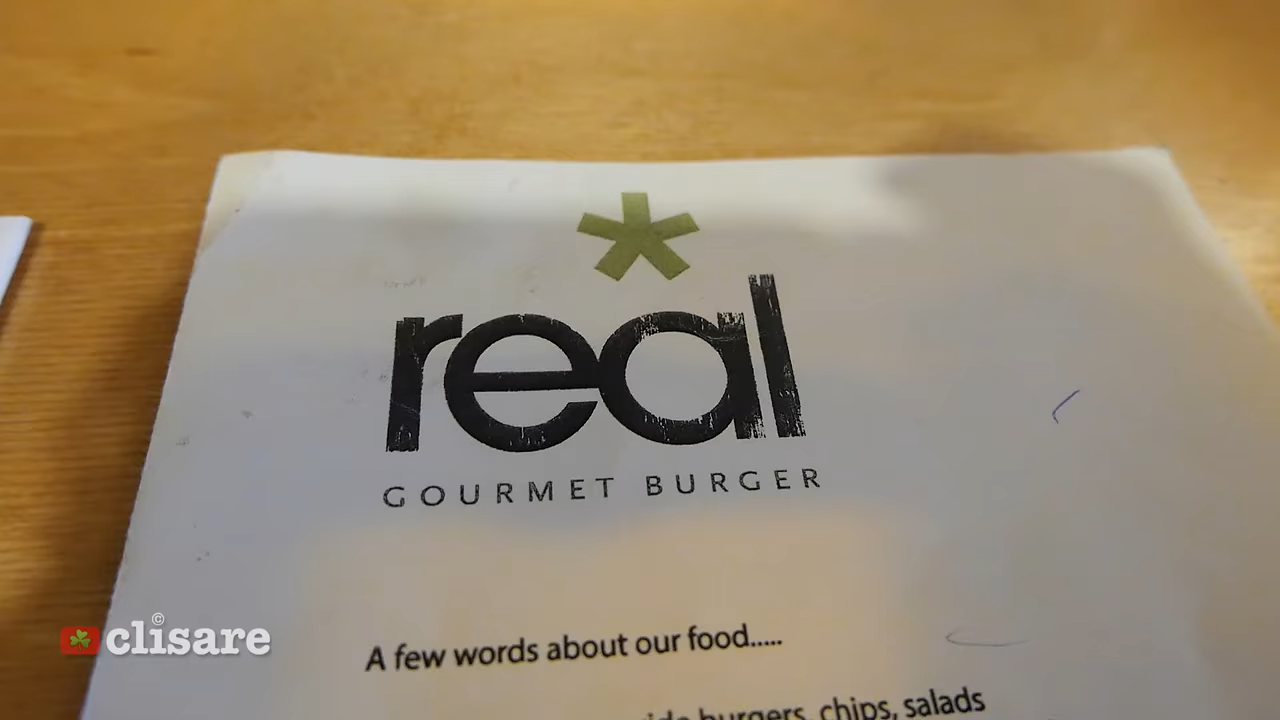 real
GOURMET BURGER
A few words about our food.....
burgers, chips, salads
©
clisare